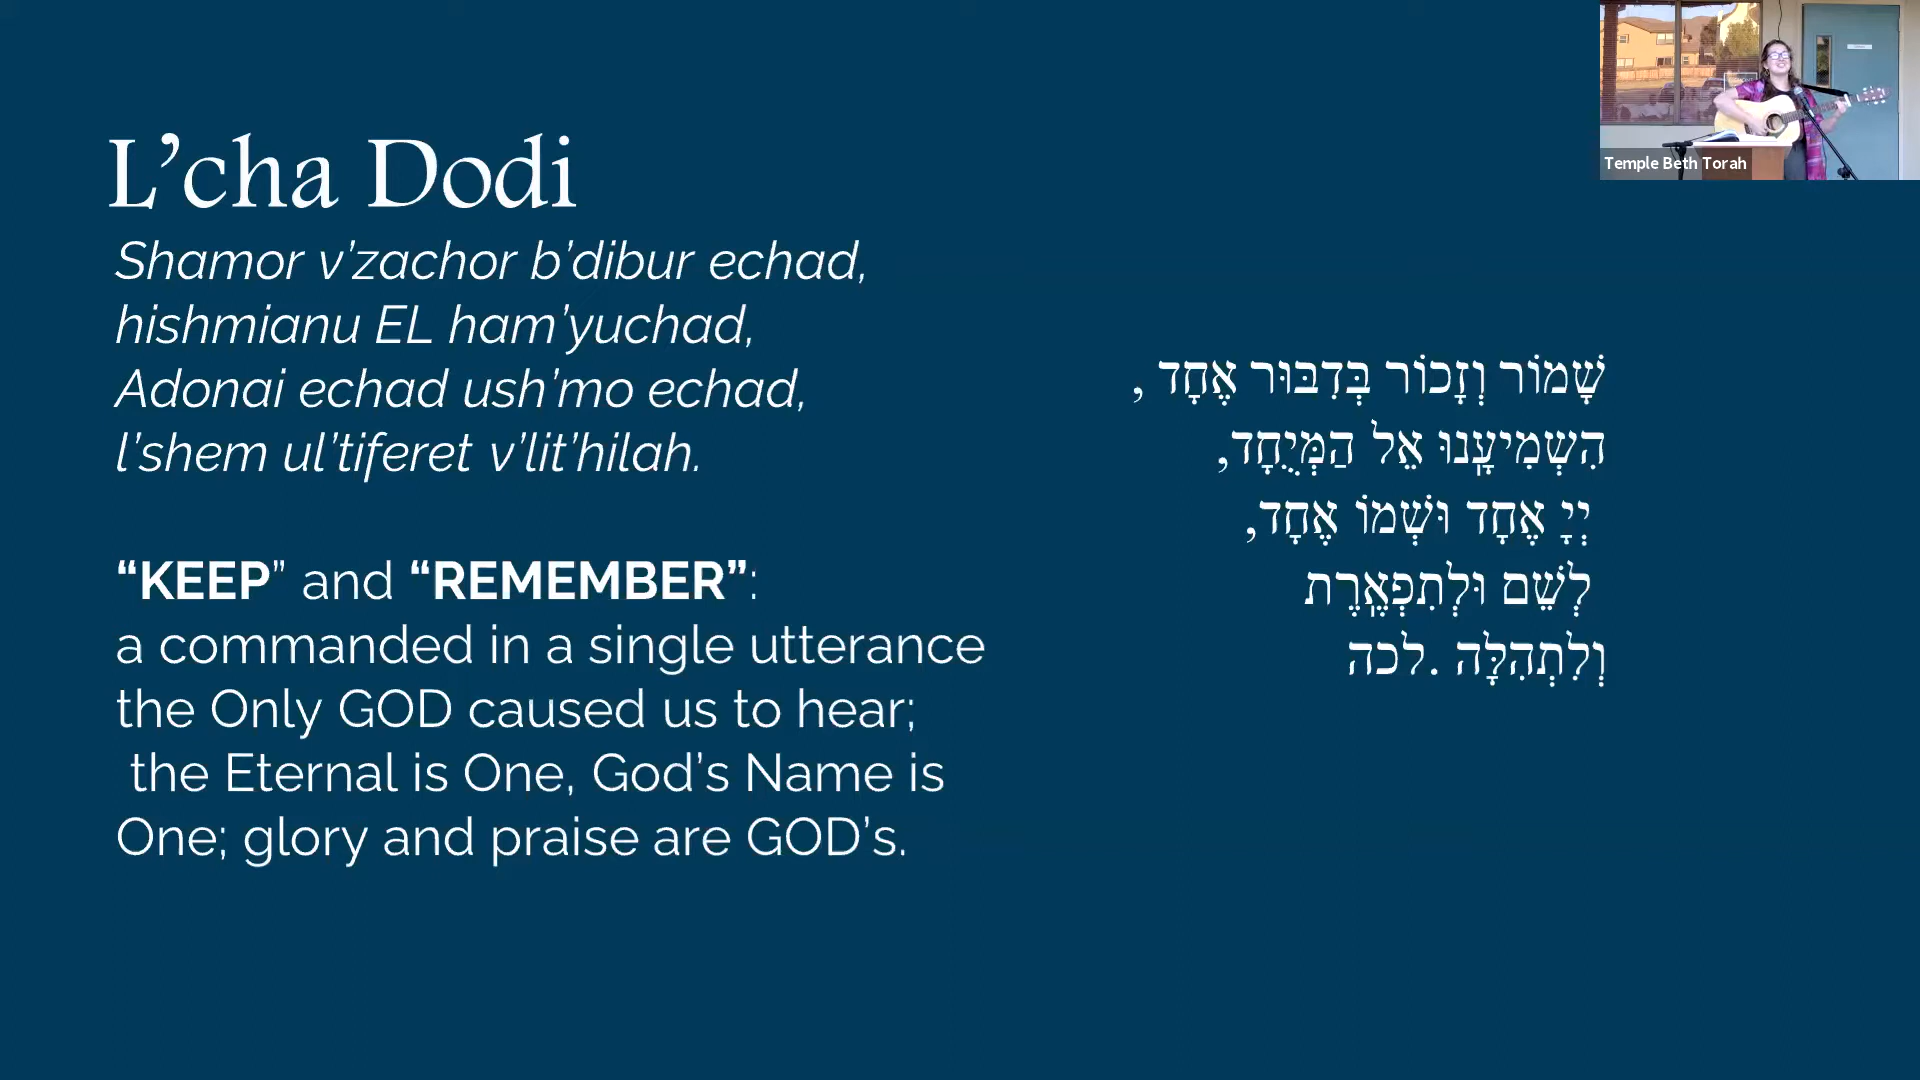 L’cha Dodi
Shamor v’zachor b’dibur echad,
hishmianu EL ham’yuchad,
Adonai echad ush’mo echad,
l’shem ul’tiferet v’lit’hilah.
“KEEP” and “REMEMBER”:
a commanded in a single utterance
the Only GOD caused us to hear;
the Eternal is One, God’s Name is
One; glory and praise are GOD’s.
שָׁמוֹר וְזָכוֹר בְּדִבּוּר אֶחָד ,
הִשְׁמִיעָֽנוּ אֵל הַמְּיֻחָד,
יְיָ אֶחָד וּשְׁמוֹ אֶחָד,
לְשֵׁם וּלְתִפְאֶֽרֶת
וְלִתְהִלָּה .לכה
Temple Beth Torah